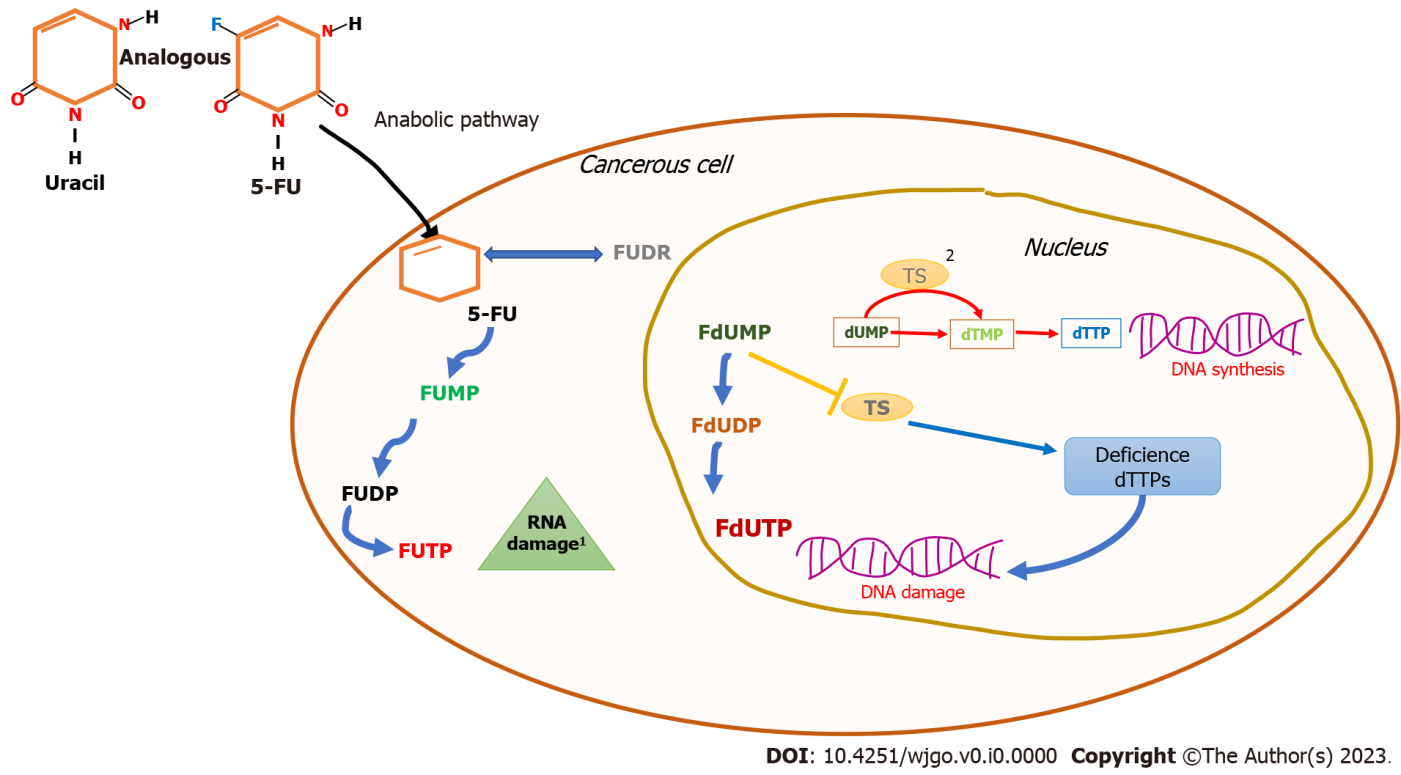 N-H
Analogous
O
O
N
H
Uracil
F
N-H
O
O
N
H
5-FU
Anabolic pathway
Cancerous cell
FUDR
5-FU
FUMP
FUDP
FUTP
RNA
damage¹
Nucleus
TS 2
dUMP
dTMP
dTTP
DNA synthesis
FdUMP
TS
FdUDP
Deficience
dTTPs
FdUTP
DNA damage
DOI: 10.4251/wjgo.v0.i0.0000 Copyright ©The Author(s) 2023.